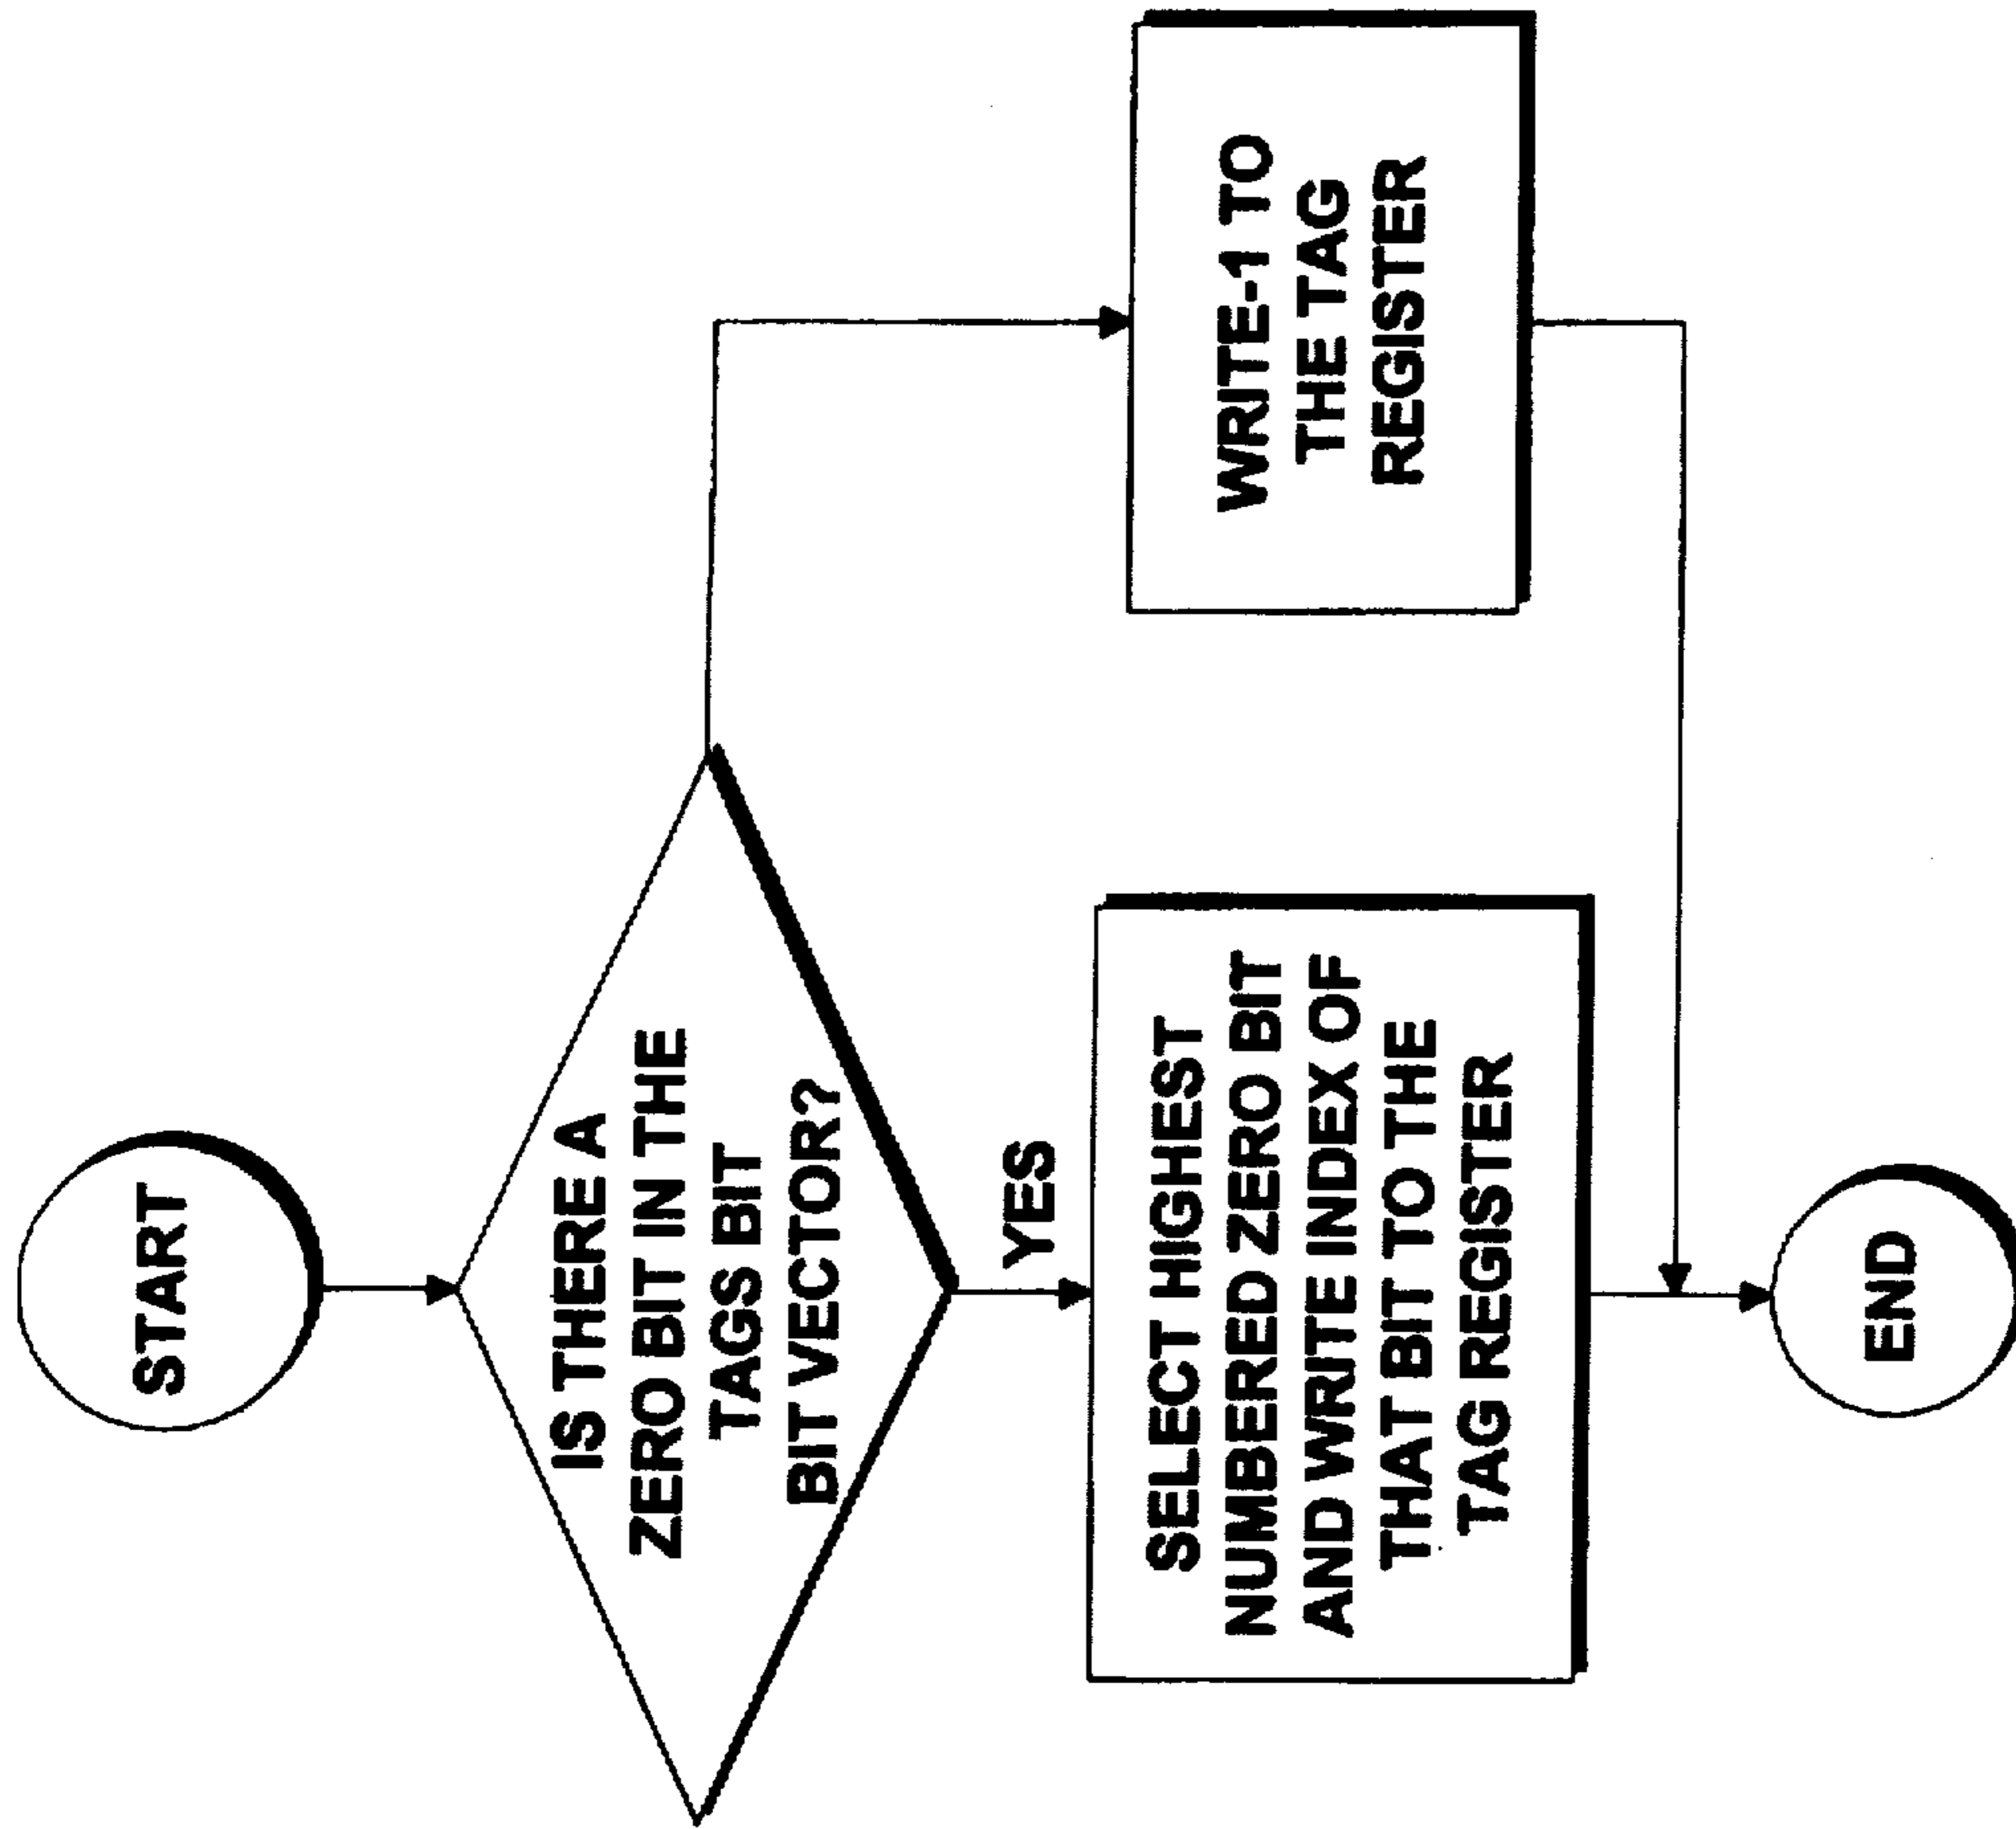 START
IS THERE A
ZERO BIT IN THE
TAGS BIT
BIT VECTOR?
YES
SELECT HIGHEST
NUMBERED ZERO BIT
AND WRITE INDEX OF
THAT BIT TO THE
TAG REGISTER
WRITE-1 TO
THE TAG
REGISTER
END